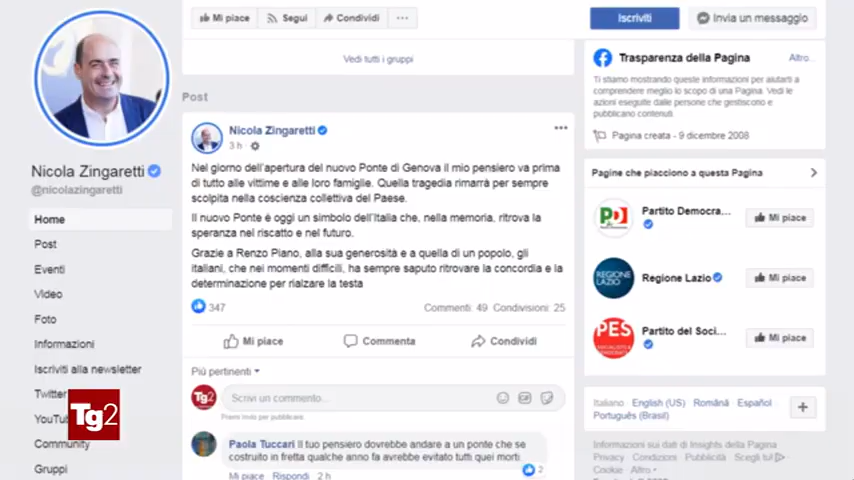 Mi piace
Segui
Condividi
Iscriviti
Invia un messaggio
Vedi tutti i gruppi
Nicola Zingaretti
@nicolazingaretti
Home
Post
Eventi
Video
Foto
Informazioni
Iscriviti alla newsletter
Twitter
Community
Gruppi
Tg2
Post
Nicola Zingaretti
3 h
Nel giorno dell'apertura del nuovo Ponte di Genova il mio pensiero va prima
di tutto alle vittime e alle loro famiglie. Quella tragedia rimarrà per sempre
scolpita nella coscienza collettiva del Paese.
Il nuovo Ponte è oggi un simbolo dell'Italia che, nella memoria, ritrova la
speranza nel riscatto e nel futuro.
Grazie a Renzo Piano, alla sua generosità e a quella di un popolo, gli
italiani, che nei momenti difficili, ha sempre saputo ritrovare la concordia e la
determinazione per rialzare la testa
347
Commenti: 49 Condivisioni: 25
Mi piace
Commenta
Condividi
Più pertinenti
Tg2
Scrivi un commento...
Premi Invio per pubblicare.
Paola Tuccari Il tuo pensiero dovrebbe andare a un ponte che se
costruito in fretta qualche anno fa avrebbe evitato tutti quei morti.
2
Mi piace Rispondi 2 h
Trasparenza della Pagina
Altro...
Ti stiamo mostrando queste informazioni per aiutarti a
comprendere meglio lo scopo di una Pagina. Vedi le
azioni eseguite dalle persone che gestiscono e
pubblicano contenuti.
Pagina creata - 9 dicembre 2008
Pagine che piacciono a questa Pagina
PD
Partito Democra...
Mi piace
REGIONE
LAZIO
Regione Lazio
Mi piace
PES
Partito del Soci...
Mi piace
Italiano · English (US) · Română · Español ·
Português (Brasil)
Informazioni su dati di Insights della Pagina ·
Privacy · Condizioni · Pubblicità · Scegli tu! ·
Cookie · Altro